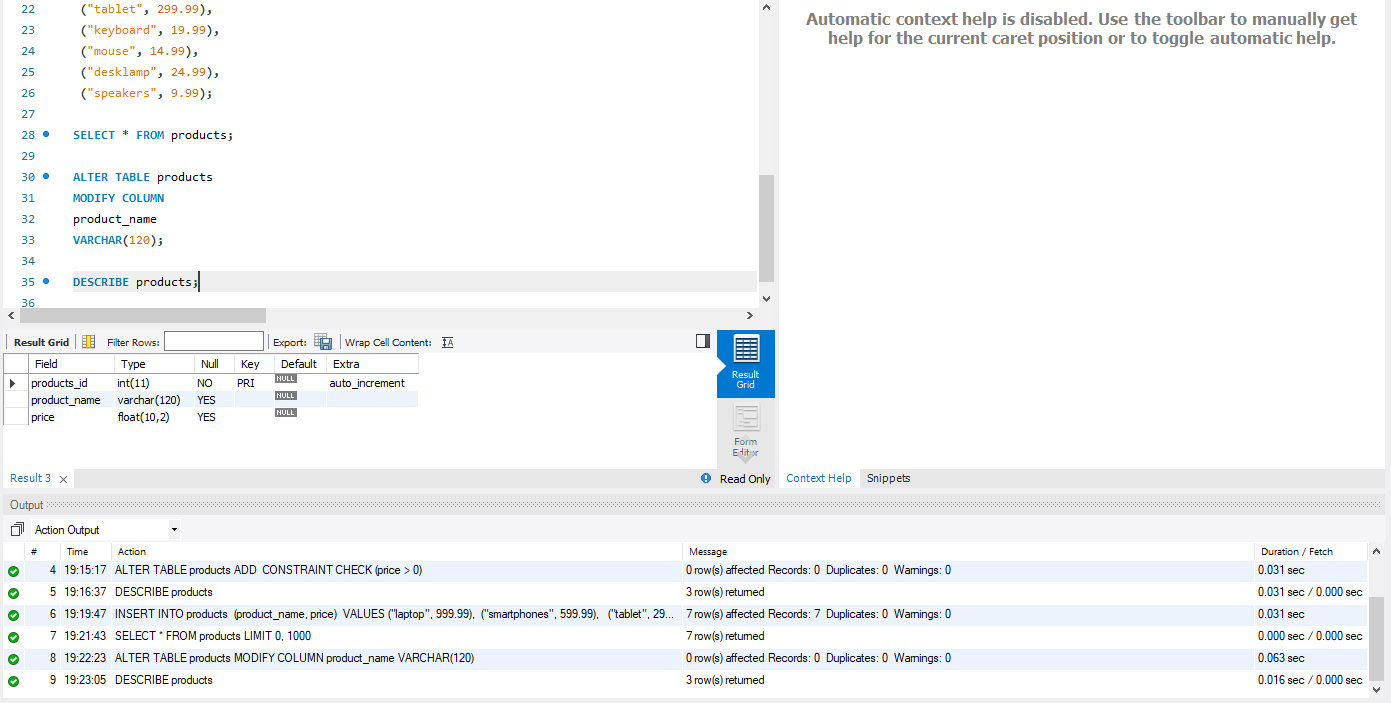 22 ("tablet", 299.99),
23 ("keyboard", 19.99),
24 ("mouse", 14.99),
25 ("desklamp", 24.99),
26 ("speakers", 9.99);
27
28 SELECT * FROM products;
29
30 ALTER TABLE products
31 MODIFY COLUMN
32 product_name
33 VARCHAR(120);
34
35 DESCRIBE products;
36
Automatic context help is disabled. Use the toolbar to manually get
help for the current caret position or to toggle automatic help.
Result Grid Filter Rows: Export: Wrap Cell Content:
Field Type Null Key Default Extra
products_id int(11) NO PRI NULL auto_increment
product_name varchar(120) YES NULL
price float(10,2) YES NULL
Result
Grid
Form
Editor
Result 3 Read Only
Context Help Snippets
Output
Action Output
# Time Action Message Duration / Fetch
4 19:15:17 ALTER TABLE products ADD CONSTRAINT CHECK (price > 0) 0 row(s) affected Records: 0 Duplicates: 0 Warnings: 0 0.031 sec
5 19:16:37 DESCRIBE products 3 row(s) returned 0.031 sec / 0.000 sec
6 19:19:47 INSERT INTO products (product_name, price) VALUES ("laptop", 999.99), ("smartphones", 599.99), ("tablet", 29... 7 row(s) affected Records: 7 Duplicates: 0 Warnings: 0 0.031 sec
7 19:21:43 SELECT * FROM products LIMIT 0, 1000 7 row(s) returned 0.000 sec / 0.000 sec
8 19:22:23 ALTER TABLE products MODIFY COLUMN product_name VARCHAR(120) 0 row(s) affected Records: 0 Duplicates: 0 Warnings: 0 0.063 sec
9 19:23:05 DESCRIBE products 3 row(s) returned 0.016 sec / 0.000 sec